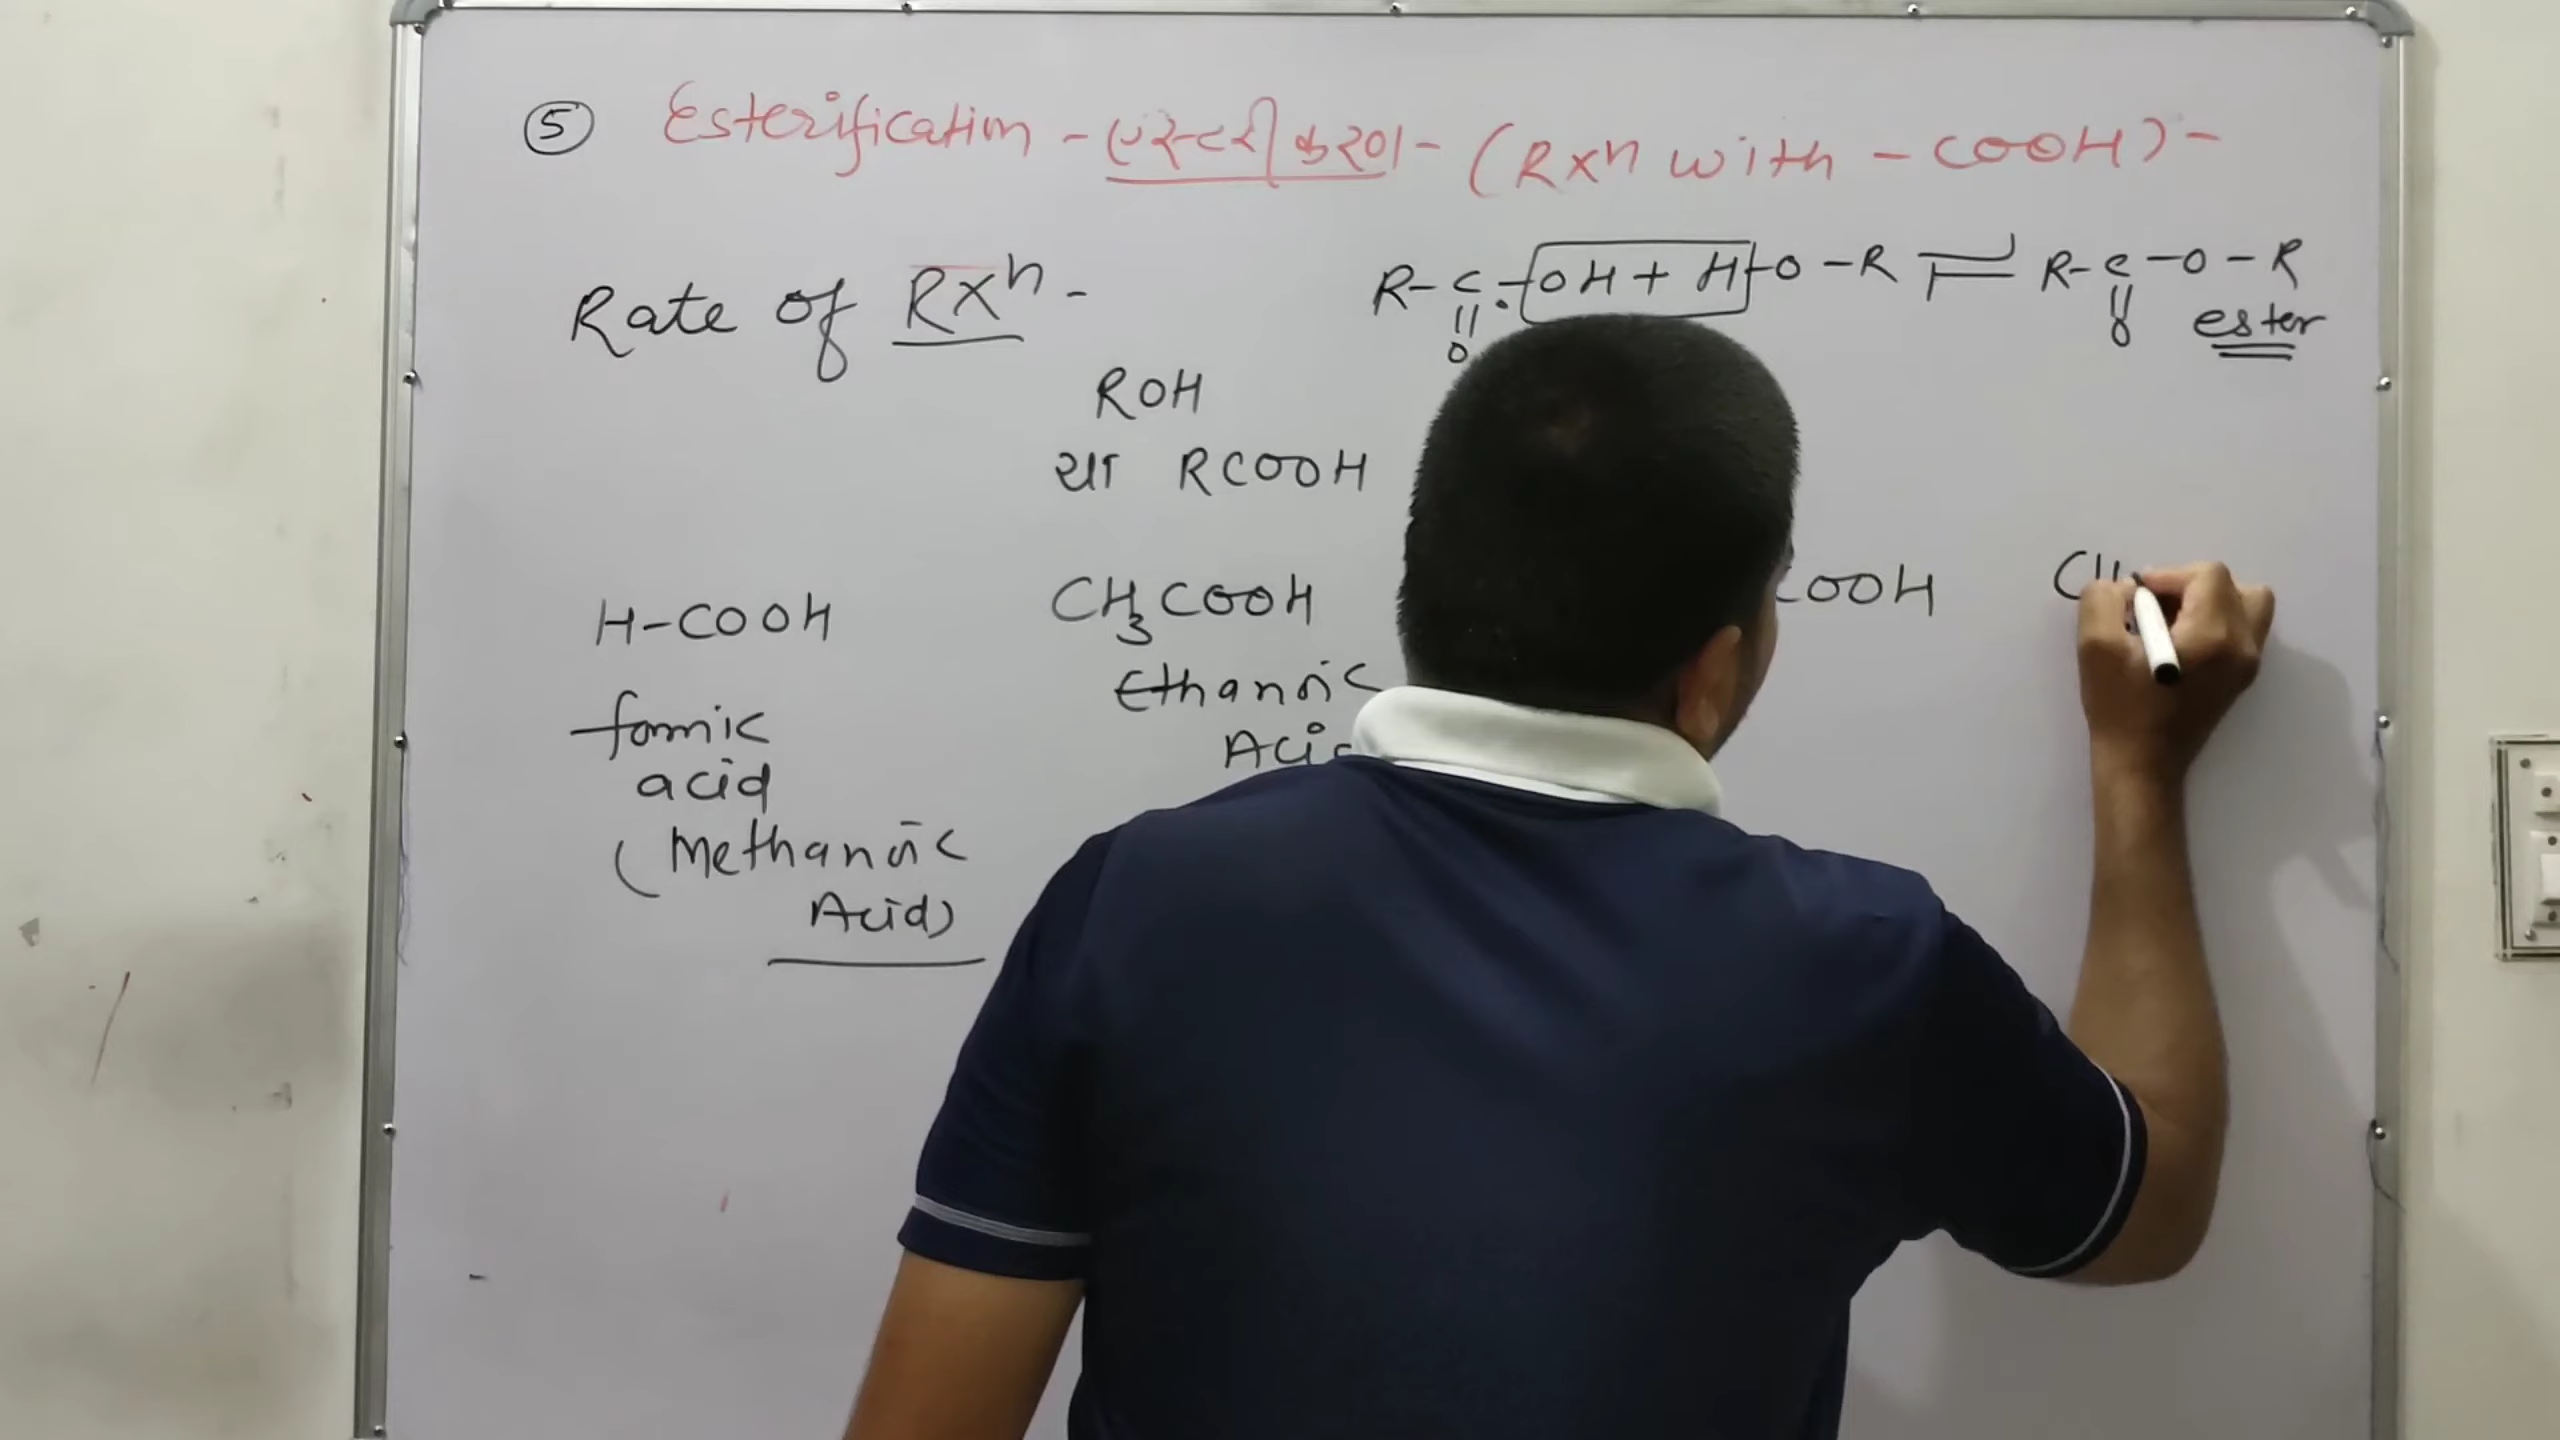 ⑤ Esterification - एस्टरीकरण - (Rxⁿ with - COOH) -
Rate of Rxⁿ -
R - C - OH + H - O - R ⇌ R - C - O - R
|| O || O ester
ROH
या RCOOH
H-COOH CH₃COOH COOH CH
formic acid
(Methanoic Acid)
Ethanoic